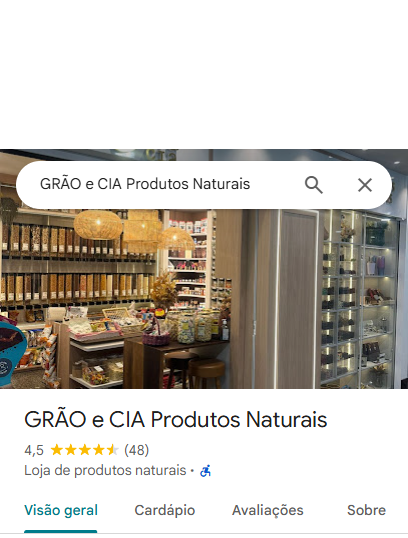 GRÃO e CIA Produtos Naturais
GRÃO e CIA Produtos Naturais
4,5 (48)
Loja de produtos naturais ·
Visão geral Cardápio Avaliações Sobre